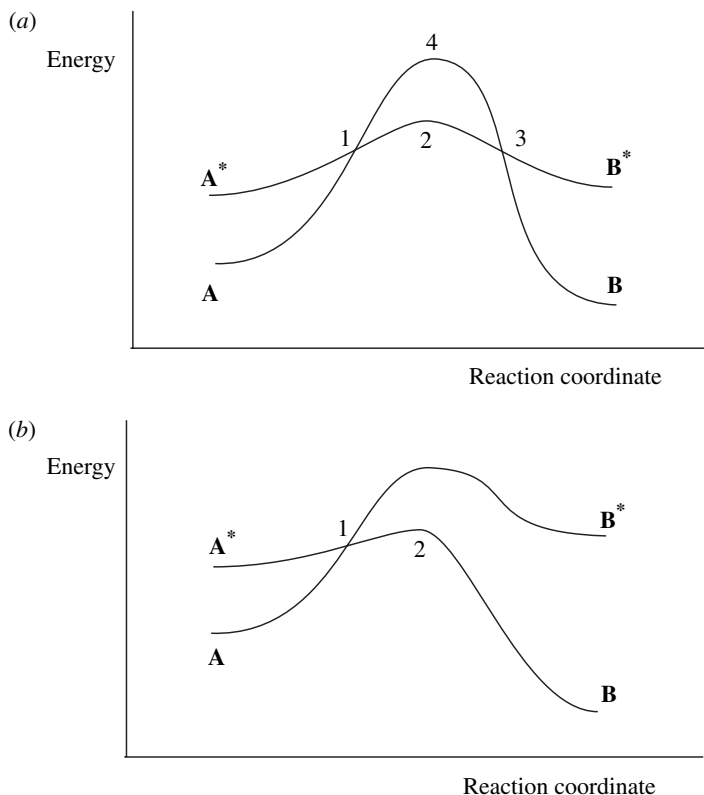 (a)
Energy
4
1
2
3
A*
B*
A
B
Reaction coordinate
(b)
Energy
1
2
A*
B*
A
B
Reaction coordinate